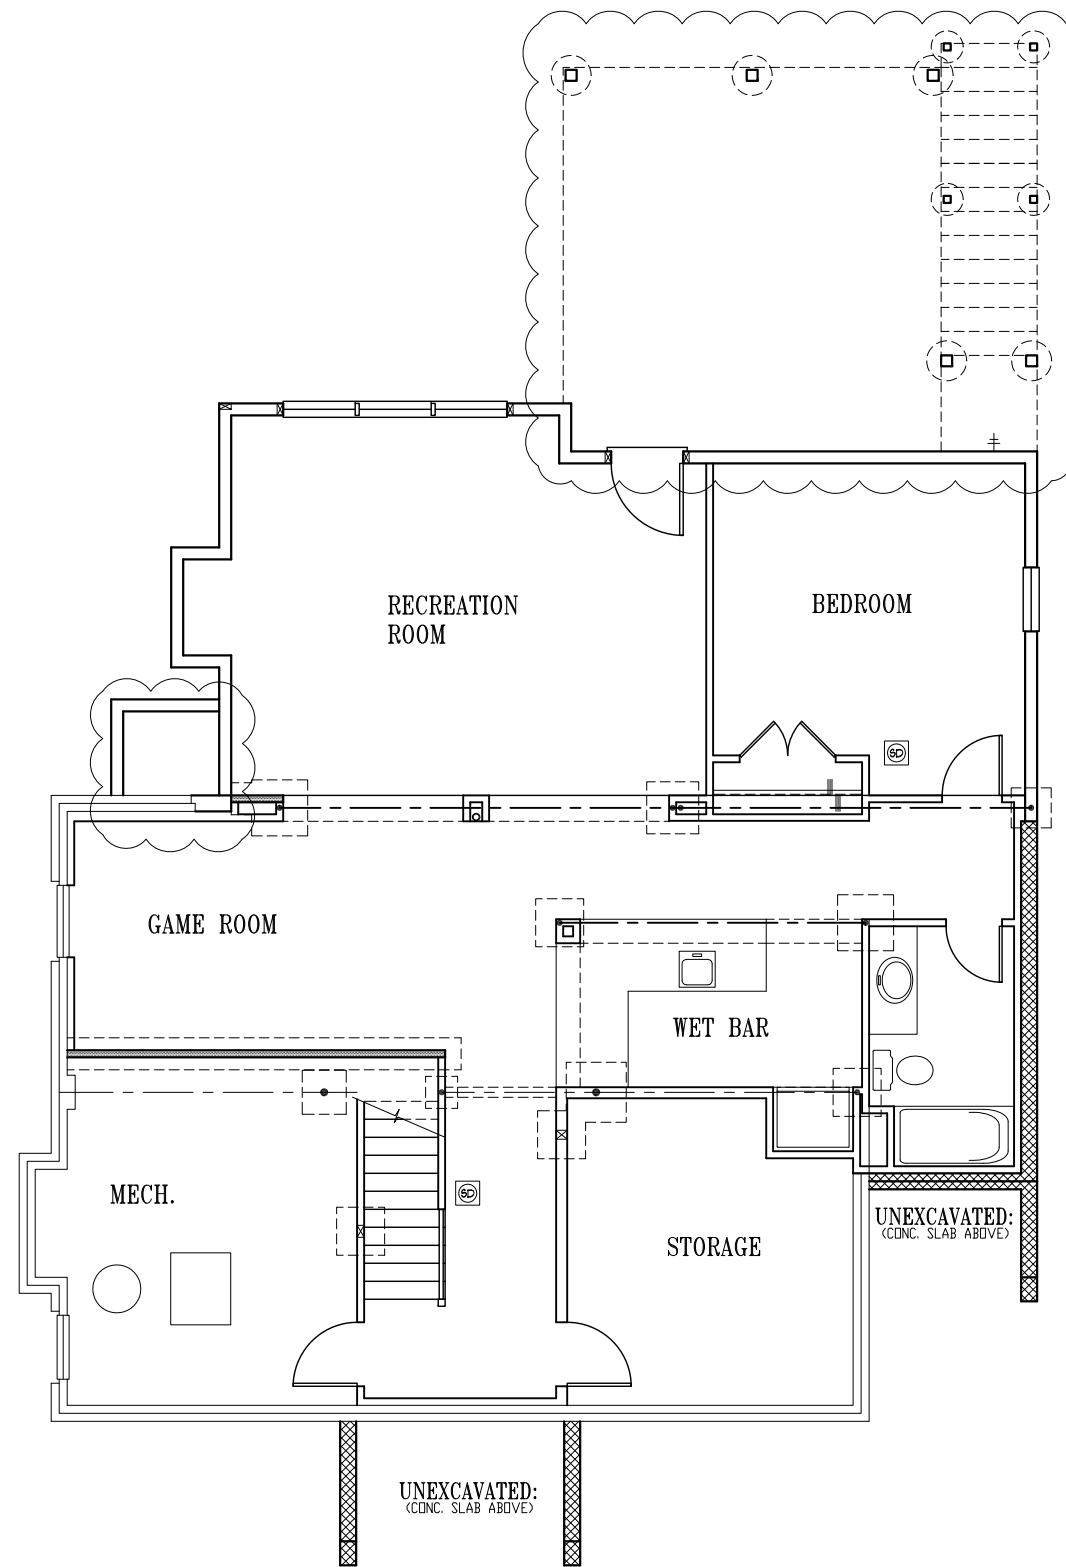 RECREATION
ROOM
BEDROOM
SD
GAME ROOM
WET BAR
MECH.
SD
STORAGE
UNEXCAVATED:
(CONC. SLAB ABOVE)
UNEXCAVATED:
(CONC. SLAB ABOVE)